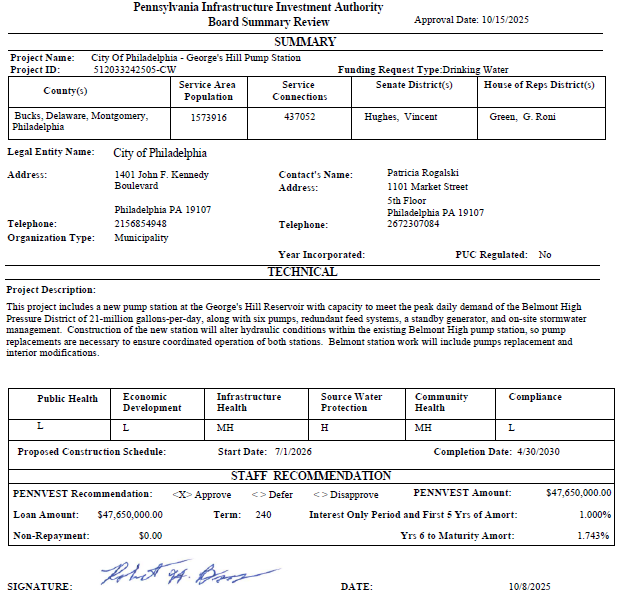 Pennsylvania Infrastructure Investment Authority
Board Summary Review
Approval Date: 10/15/2025
SUMMARY
Project Name: City Of Philadelphia - George's Hill Pump Station
Project ID: 512033242505-CW Funding Request Type:Drinking Water
County(s) Service Area Population Service Connections Senate District(s) House of Reps District(s)
Bucks, Delaware, Montgomery, Philadelphia 1573916 437052 Hughes, Vincent Green, G. Roni
Legal Entity Name: City of Philadelphia
Address: 1401 John F. Kennedy
Boulevard
Philadelphia PA 19107
Telephone: 2156854948
Organization Type: Municipality
Contact's Name: Patricia Rogalski
Address: 1101 Market Street
5th Floor
Philadelphia PA 19107
Telephone: 2672307084
Year Incorporated: PUC Regulated: No
TECHNICAL
Project Description:
This project includes a new pump station at the George's Hill Reservoir with capacity to meet the peak daily demand of the Belmont High
Pressure District of 21-million gallons-per-day, along with six pumps, redundant feed systems, a standby generator, and on-site stormwater
management. Construction of the new station will alter hydraulic conditions within the existing Belmont High pump station, so pump
replacements are necessary to ensure coordinated operation of both stations. Belmont station work will include pumps replacement and
interior modifications.
Public Health Economic Development Infrastructure Health Source Water Protection Community Health Compliance
L L MH H MH L
Proposed Construction Schedule: Start Date: 7/1/2026 Completion Date: 4/30/2030
STAFF RECOMMENDATION
PENNVEST Recommendation: <X> Approve < > Defer < > Disapprove PENNVEST Amount: $47,650,000.00
Loan Amount: $47,650,000.00 Term: 240 Interest Only Period and First 5 Yrs of Amort: 1.000%
Non-Repayment: $0.00 Yrs 6 to Maturity Amort: 1.743%
SIGNATURE: DATE: 10/8/2025